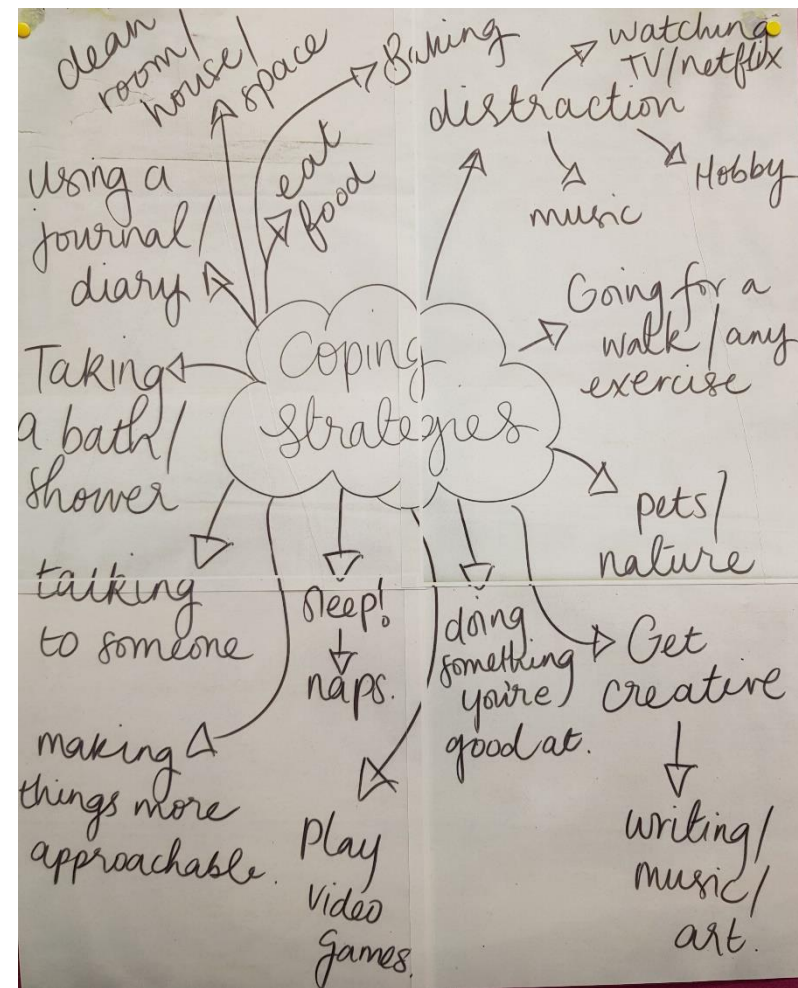 clean
room/
house/
space
Baking
eat
food
distraction
watching
TV/netflix
music
Hobby
using a
journal/
diary
Coping
Strategies
Going for a
walk/any
exercise
Taking
a bath/
shower
pets/
nature
talking
to someone
sleep!
naps.
doing
something
you're
good at.
Get
creative
writing/
music/
art.
making
things more
approachable.
Play
video
games.